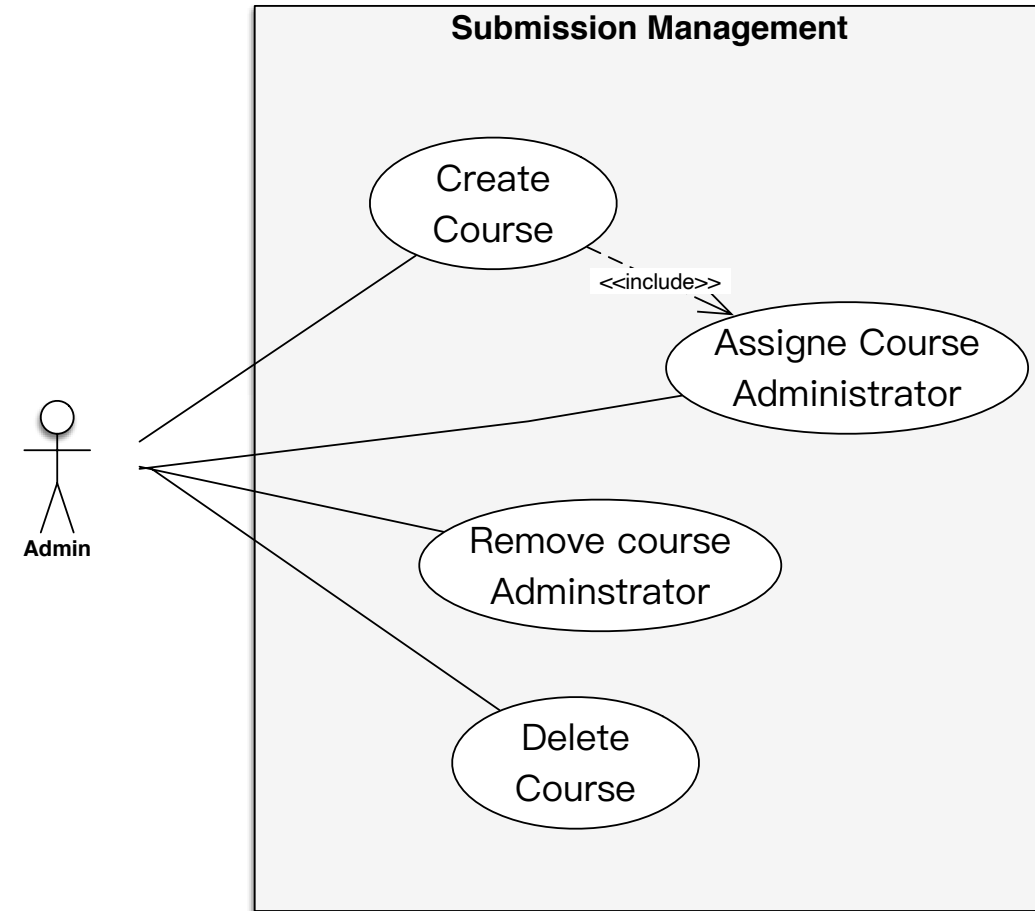 Submission Management
Create
Course
<<include>>
Assigne Course
Administrator
Remove course
Adminstrator
Admin
Delete
Course